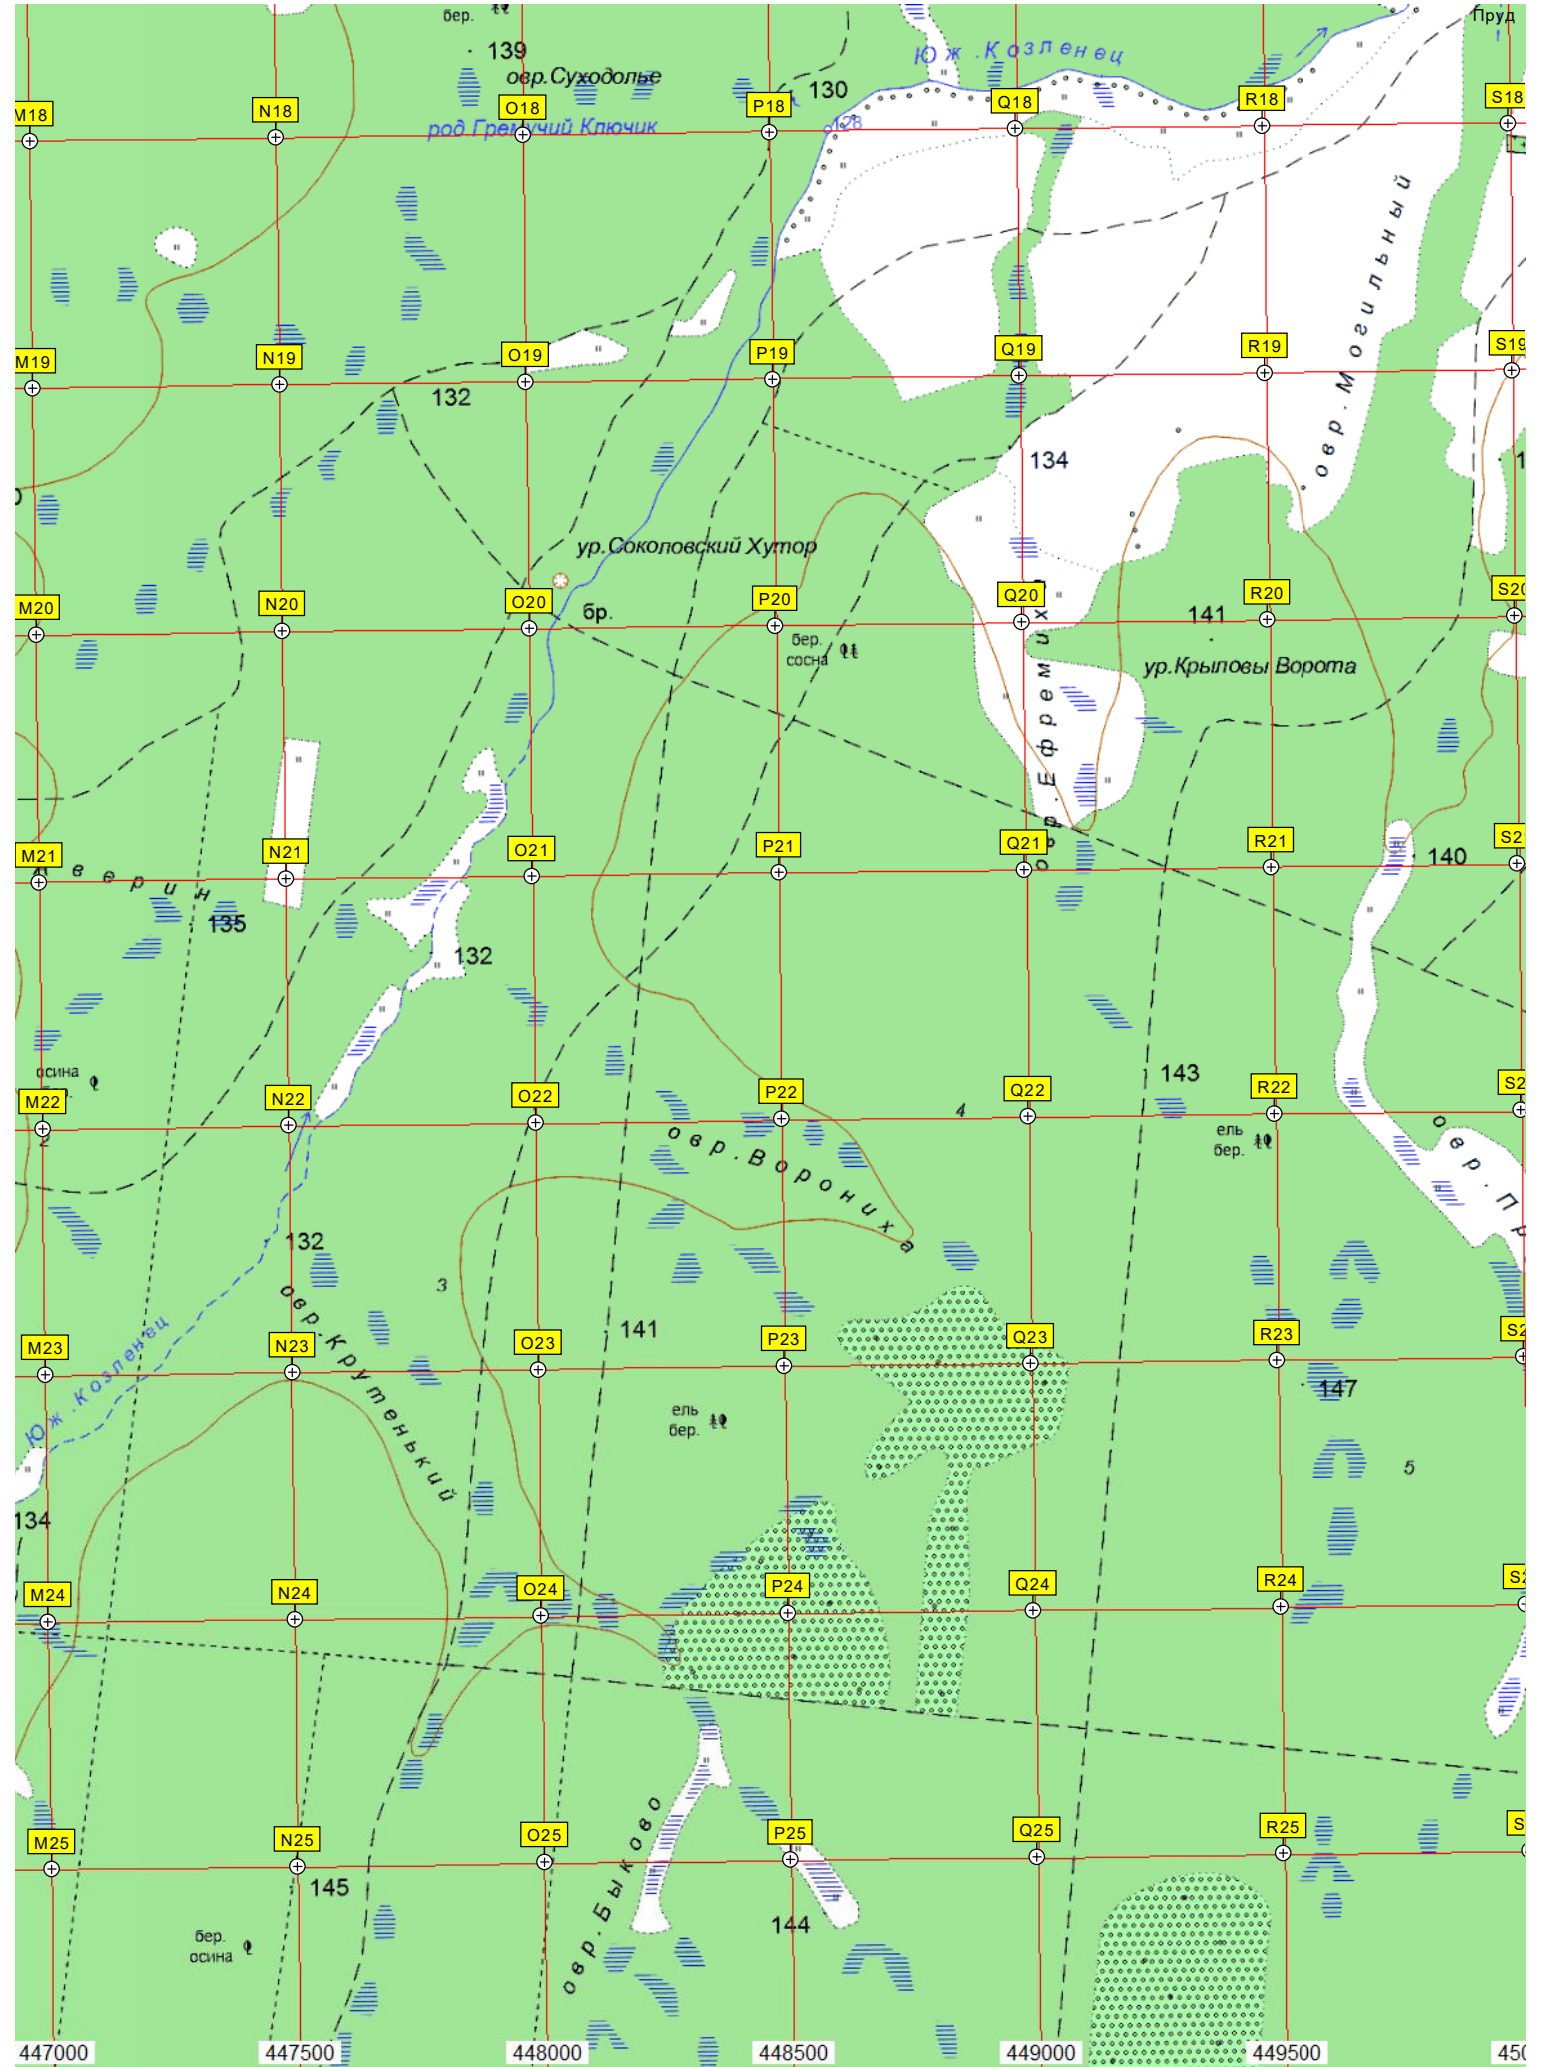 бер.
Пруд
139
Юж. Козленец
овр.Суходолье
130
M18
N18
O18
P18
Q18
R18
S18
род Гремучий Ключик
128
овр. Могильный
M19
N19
O19
P19
Q19
R19
S19
132
134
ур.Соколовский Хутор
M20
N20
O20
бр.
P20
Q20
R20
S20
141
бер.
сосна
ур.Крыловы Ворота
овр. Ефремиха
M21
N21
O21
P21
Q21
R21
140
Аверин
135
132
143
осина
M22
N22
O22
P22
Q22
R22
2
4
ель
бер.
овр.Ворониха
овр. Пр
132
3
овр. Крутенький
Юж. Козленец
141
M23
N23
O23
P23
Q23
R23
147
ель
бер.
5
134
M24
N24
O24
P24
Q24
R24
овр. Быково
M25
N25
O25
P25
Q25
R25
145
144
бер.
осина
447000
447500
448000
448500
449000
449500